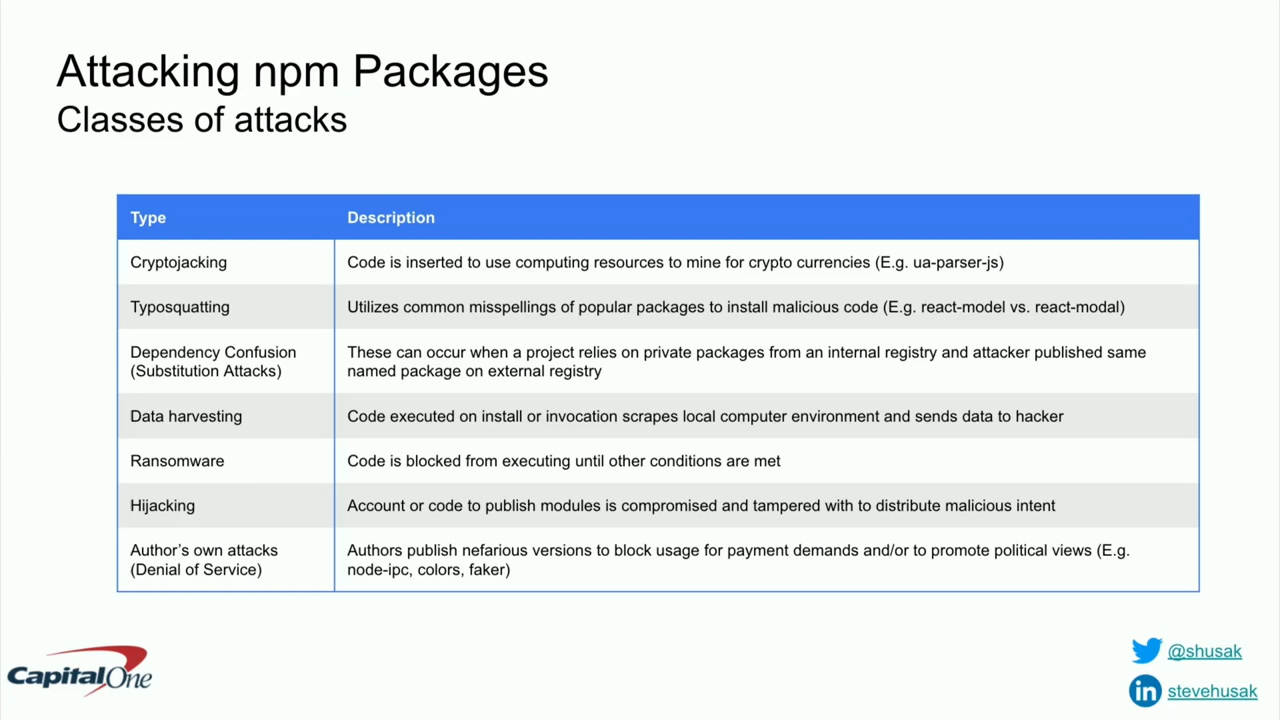 Attacking npm Packages
Classes of attacks
Type
Description
Cryptojacking
Code is inserted to use computing resources to mine for crypto currencies (E.g. ua-parser-js)
Typosquatting
Utilizes common misspellings of popular packages to install malicious code (E.g. react-model vs. react-modal)
Dependency Confusion
(Substitution Attacks)
These can occur when a project relies on private packages from an internal registry and attacker published same
named package on external registry
Data harvesting
Code executed on install or invocation scrapes local computer environment and sends data to hacker
Ransomware
Code is blocked from executing until other conditions are met
Hijacking
Account or code to publish modules is compromised and tampered with to distribute malicious intent
Author’s own attacks
(Denial of Service)
Authors publish nefarious versions to block usage for payment demands and/or to promote political views (E.g.
node-ipc, colors, faker)
CapitalOne
@shusak
in stevehusak